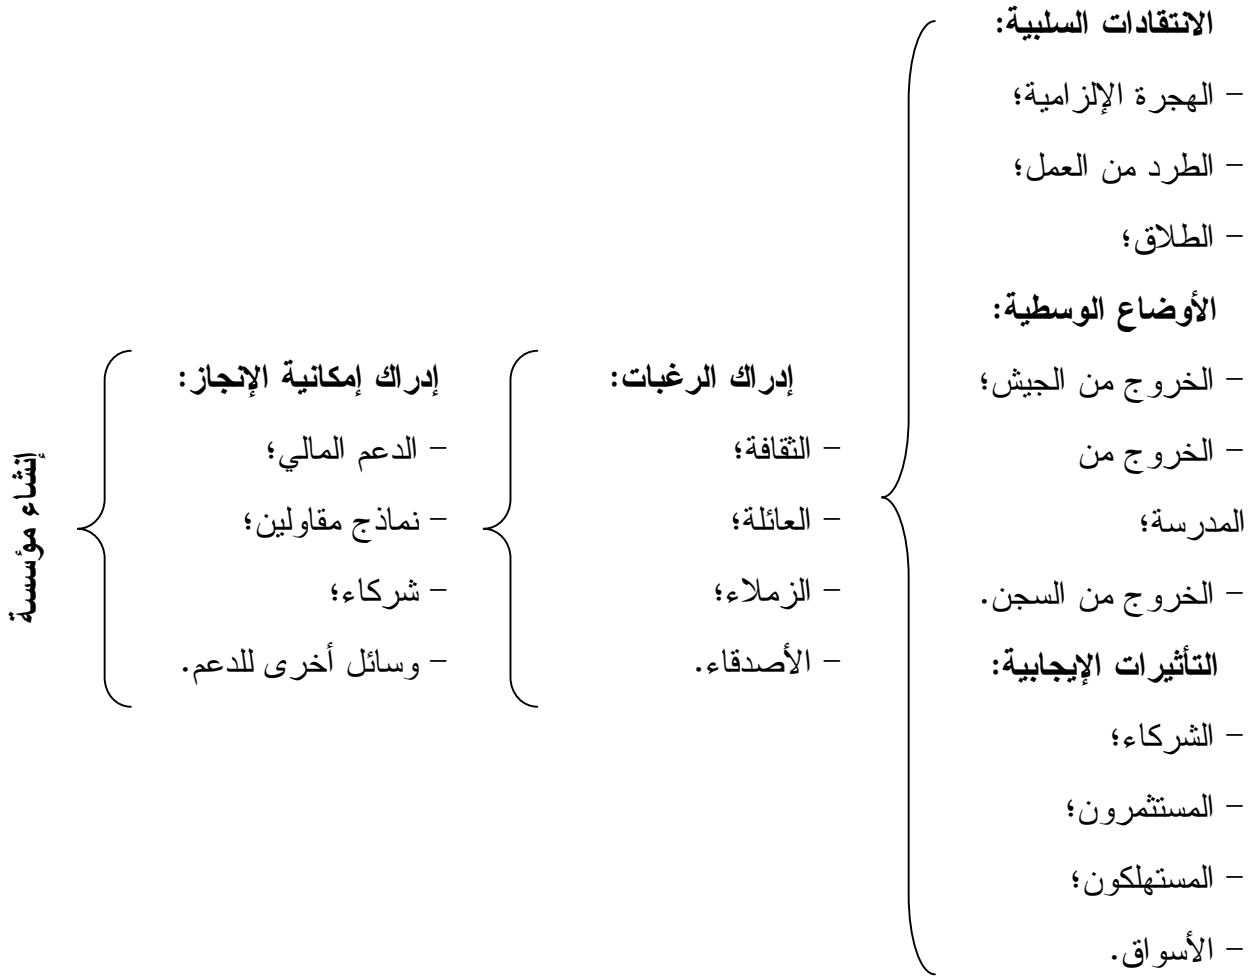 الانتقادات السلبية:
– الهجرة الإلزامية؛
– الطرد من العمل؛
– الطلاق؛
الأوضاع الوسطية:
– الخروج من الجيش؛
– الخروج من
المدرسة؛
– الخروج من السجن.
التأثيرات الإيجابية:
– الشركاء؛
– المستثمرون؛
– المستهلكون؛
– الأسواق.
إدراك الرغبات:
– الثقافة؛
– العائلة؛
– الزملاء؛
– الأصدقاء.
إدراك إمكانية الإنجاز:
– الدعم المالي؛
– نماذج مقاولين؛
– شركاء؛
– وسائل أخرى للدعم.
إنشاء مؤسسة